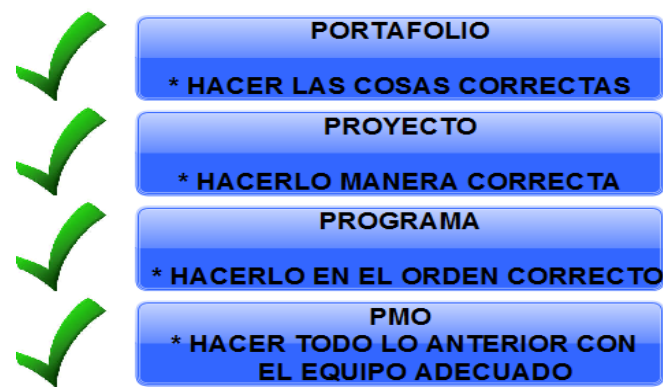 PORTAFOLIO
* HACER LAS COSAS CORRECTAS
PROYECTO
* HACERLO MANERA CORRECTA
PROGRAMA
* HACERLO EN EL ORDEN CORRECTO
PMO
* HACER TODO LO ANTERIOR CON
EL EQUIPO ADECUADO